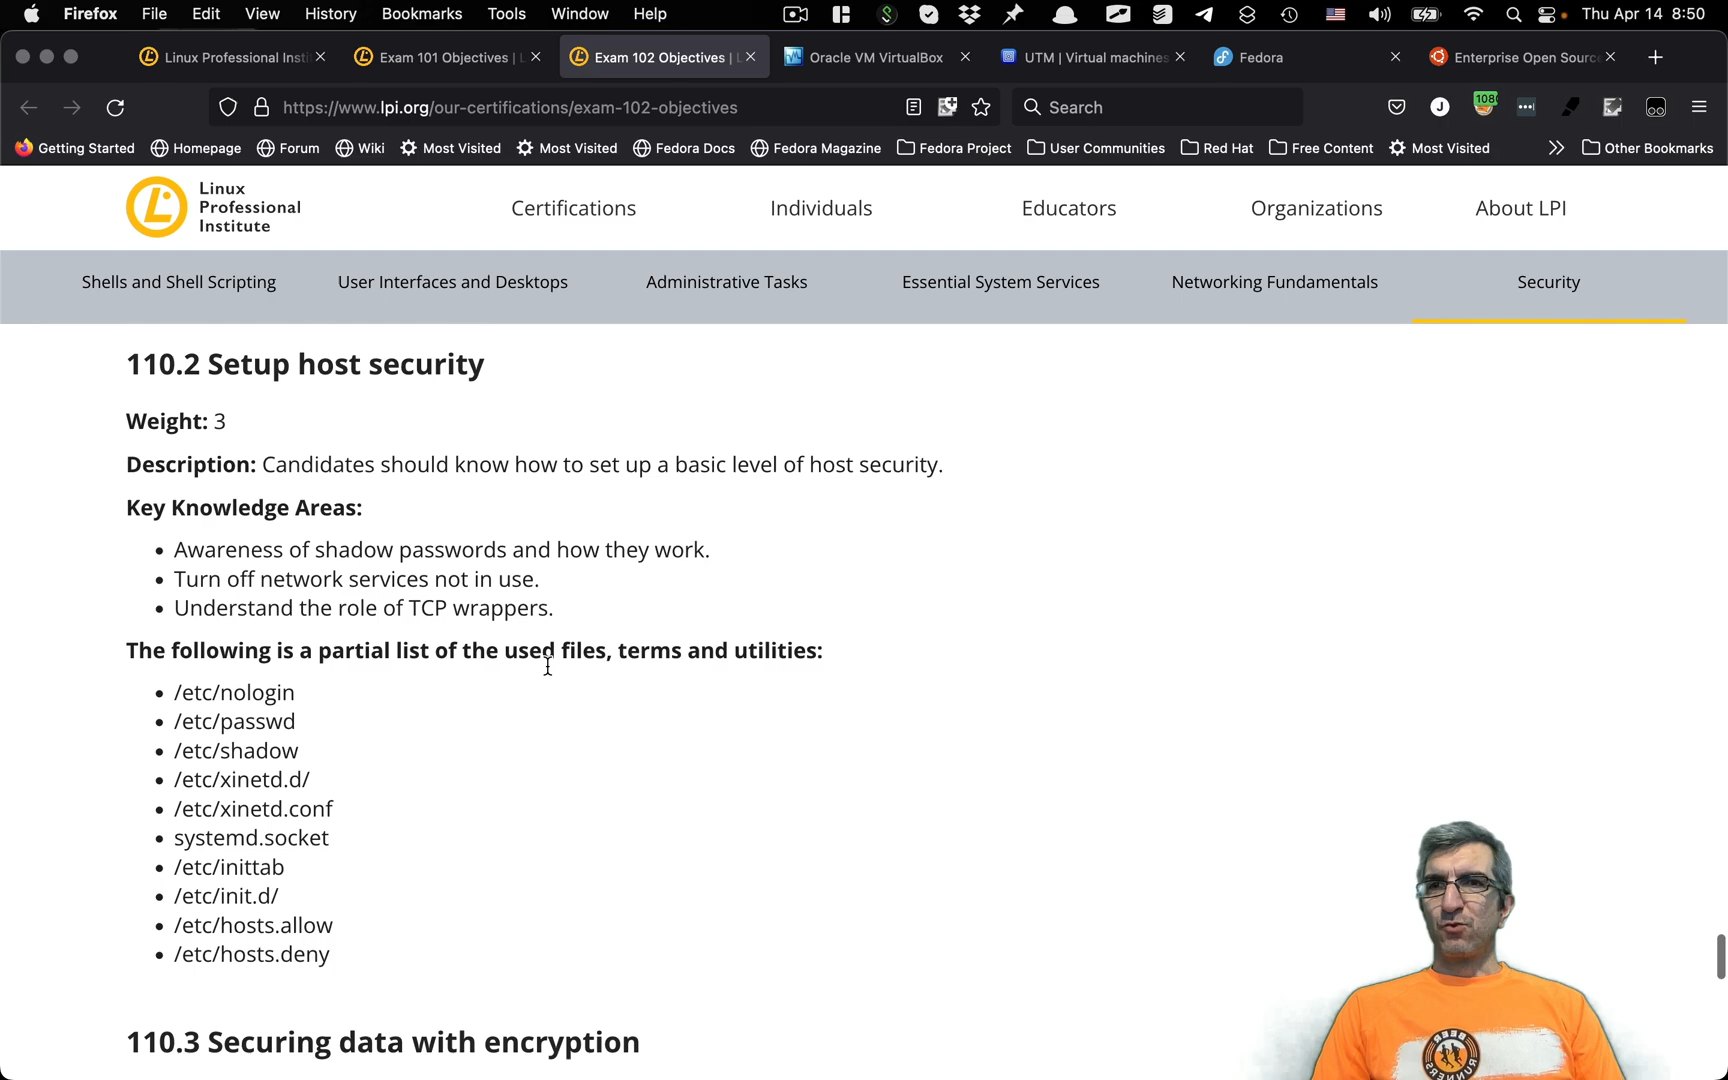 Firefox File Edit View History Bookmarks Tools Window Help Thu Apr 14 8:50
Linux Professional Insti Exam 101 Objectives | L Exam 102 Objectives | L Oracle VM VirtualBox UTM | Virtual machines Fedora Enterprise Open Source
https://www.lpi.org/our-certifications/exam-102-objectives Search J 108
Getting Started Homepage Forum Wiki Most Visited Most Visited Fedora Docs Fedora Magazine Fedora Project User Communities Red Hat Free Content Most Visited Other Bookmarks
Linux
Professional
Institute
Certifications Individuals Educators Organizations About LPI
Shells and Shell Scripting User Interfaces and Desktops Administrative Tasks Essential System Services Networking Fundamentals Security
110.2 Setup host security
Weight: 3
Description: Candidates should know how to set up a basic level of host security.
Key Knowledge Areas:
• Awareness of shadow passwords and how they work.
• Turn off network services not in use.
• Understand the role of TCP wrappers.
The following is a partial list of the used files, terms and utilities:
• /etc/nologin
• /etc/passwd
• /etc/shadow
• /etc/xinetd.d/
• /etc/xinetd.conf
• systemd.socket
• /etc/inittab
• /etc/init.d/
• /etc/hosts.allow
• /etc/hosts.deny
110.3 Securing data with encryption